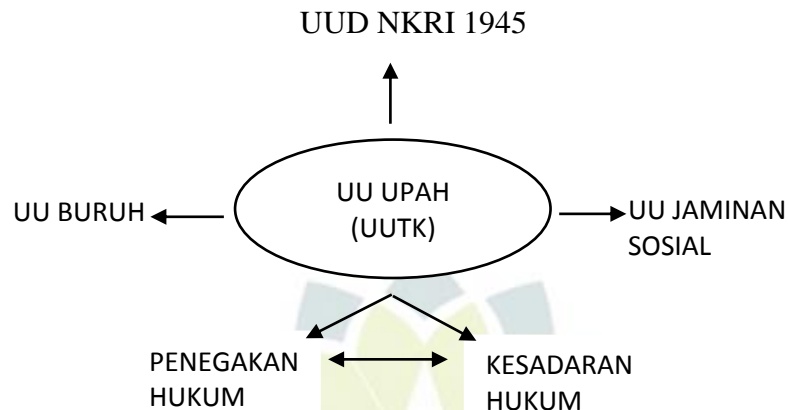 UUD NKRI 1945
UU UPAH
(UUTK)
UU BURUH
UU JAMINAN
SOSIAL
PENEGAKAN
HUKUM
KESADARAN
HUKUM